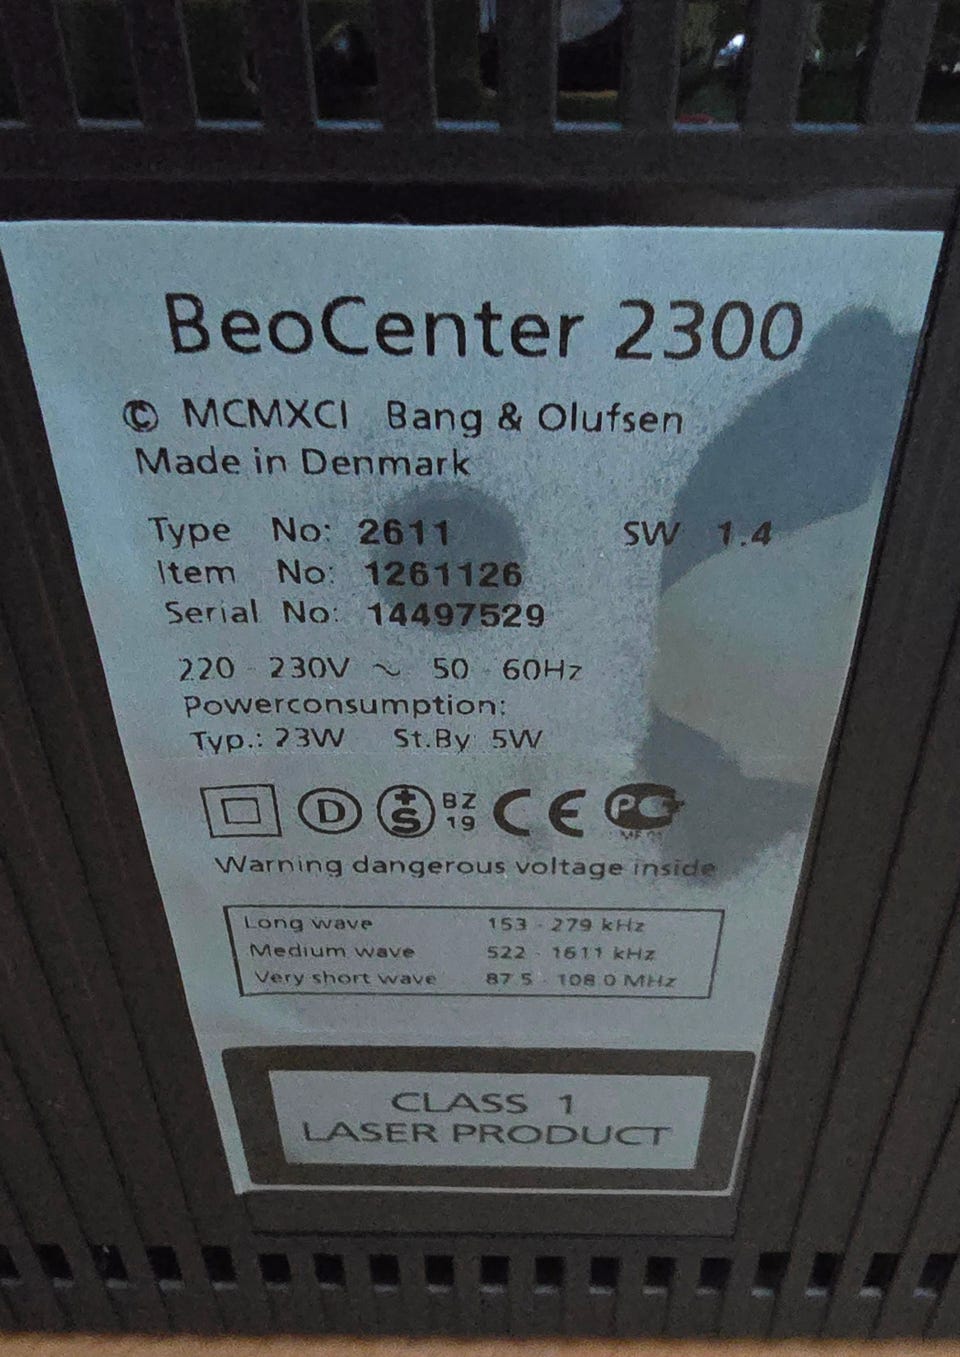 BeoCenter 2300
© MCMXCI Bang & Olufsen
Made in Denmark
Type No: 2611 SW 1.4
Item No: 1261126
Serial No: 14497529
220 - 230V ~ 50 - 60Hz
Powerconsumption:
Typ.: 23W St.By 5W
D +S BZ 19 CE PG
Warning dangerous voltage inside
Long wave 153 - 279 kHz
Medium wave 522 - 1611 kHz
Very short wave 87.5 - 108.0 MHz
CLASS 1
LASER PRODUCT